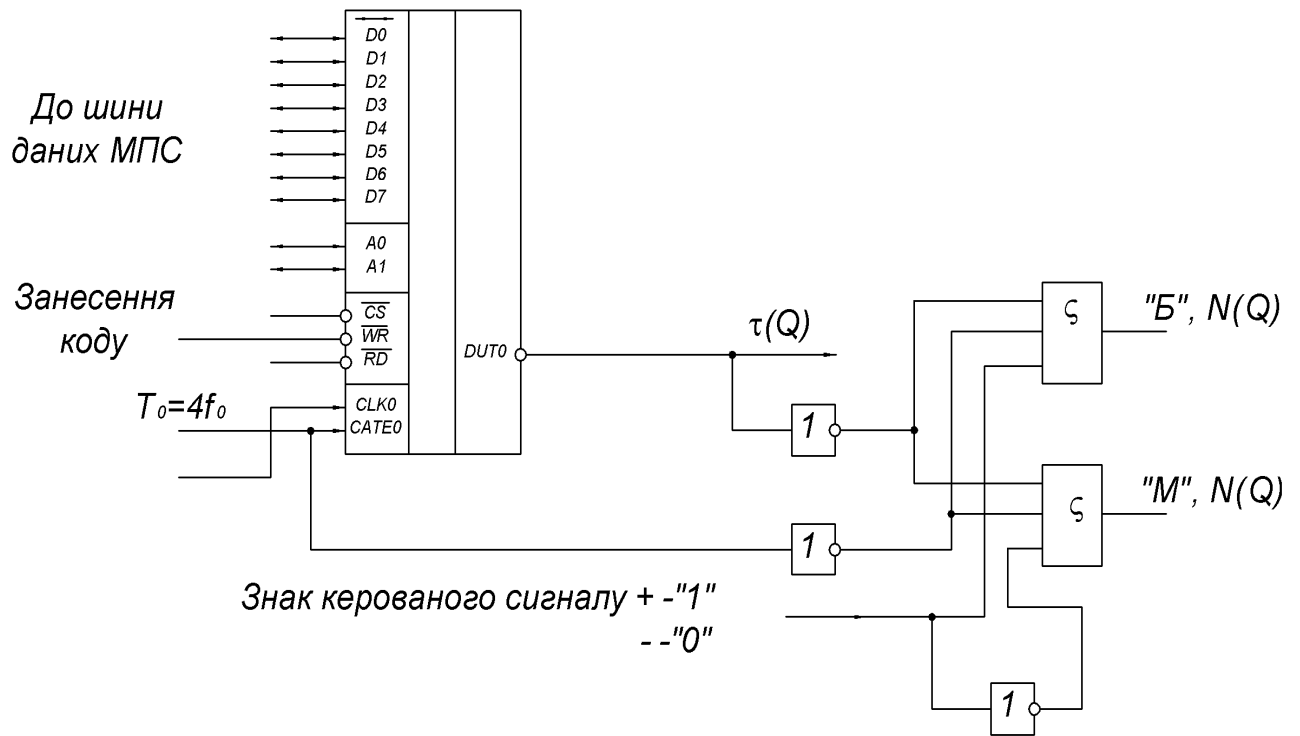 До шини
даних МПС
D0
D1
D2
D3
D4
D5
D6
D7
A0
A1
Занесення
коду
CS
WR
RD
DUT0
T₀=4f₀
CLK0
CATE0
τ(Q)
1
1
ς
"Б", N(Q)
ς
"М", N(Q)
Знак керованого сигналу + -"1"
- -"0"
1